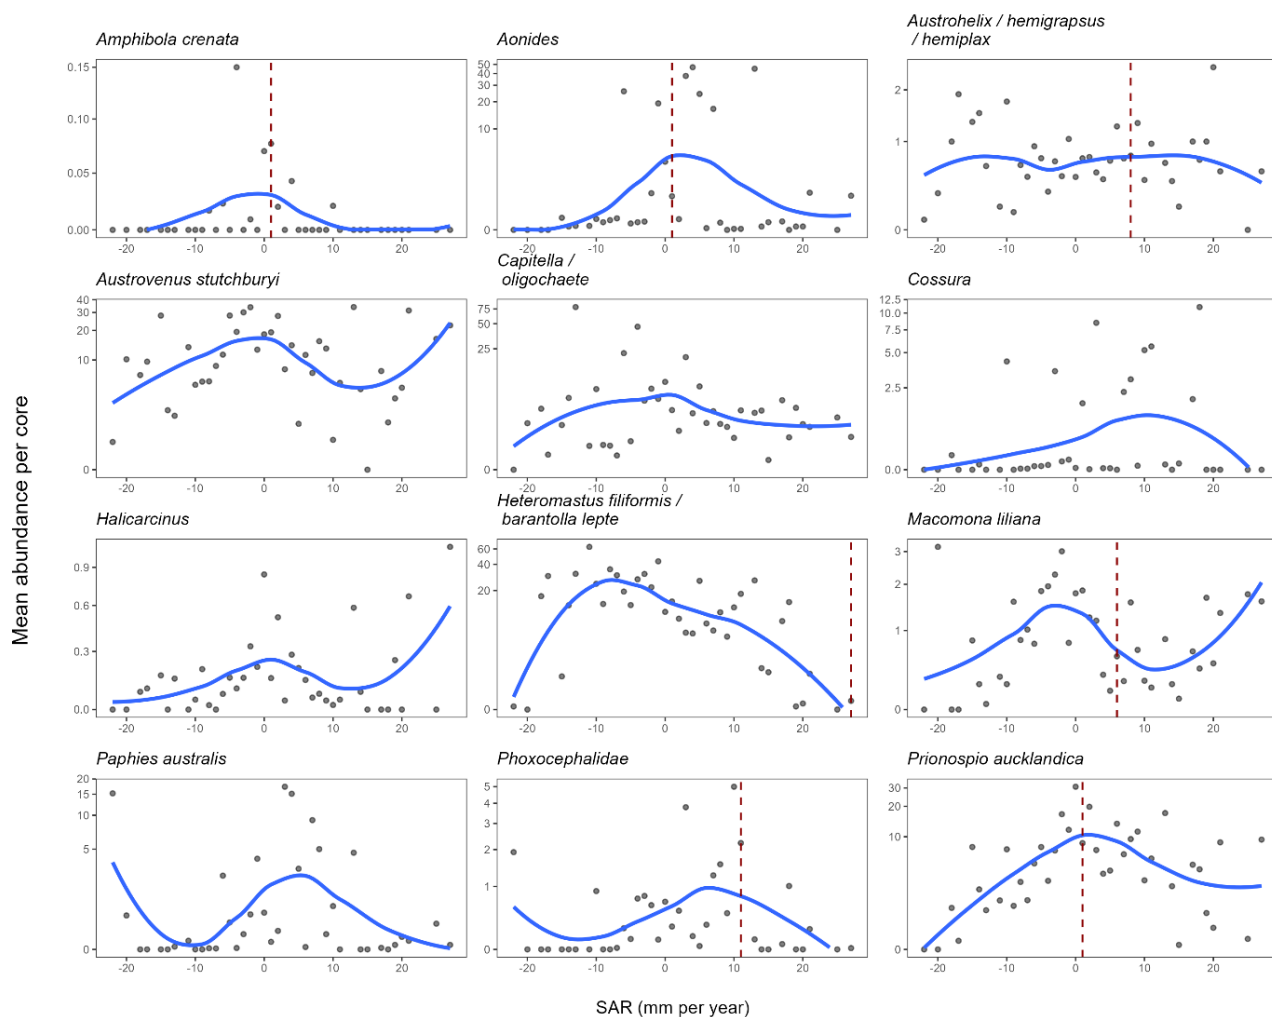 Amphibola crenata
Aonides
Austrohelix / hemigrapsus
/ hemiplax
0.15
0.10
0.05
0.00
-20 -10 0 10 20
50
40
30
20
10
0
-20 -10 0 10 20
2
1
0
-20 -10 0 10 20
Austrovenus stutchburyi
Capitella /
oligochaete
Cossura
40
30
20
10
0
-20 -10 0 10 20
75
50
25
0
-20 -10 0 10 20
12.5
10.0
7.5
5.0
2.5
0.0
-20 -10 0 10 20
Halicarcinus
Heteromastus filiformis /
barantolla lepte
Macomona liliana
0.9
0.6
0.3
0.0
-20 -10 0 10 20
60
40
20
0
-20 -10 0 10 20
3
2
1
0
-20 -10 0 10 20
Paphies australis
Phoxocephalidae
Prionospio aucklandica
20
15
10
5
0
-20 -10 0 10 20
5
4
3
2
1
0
-20 -10 0 10 20
30
20
10
0
-20 -10 0 10 20
Mean abundance per core
SAR (mm per year)